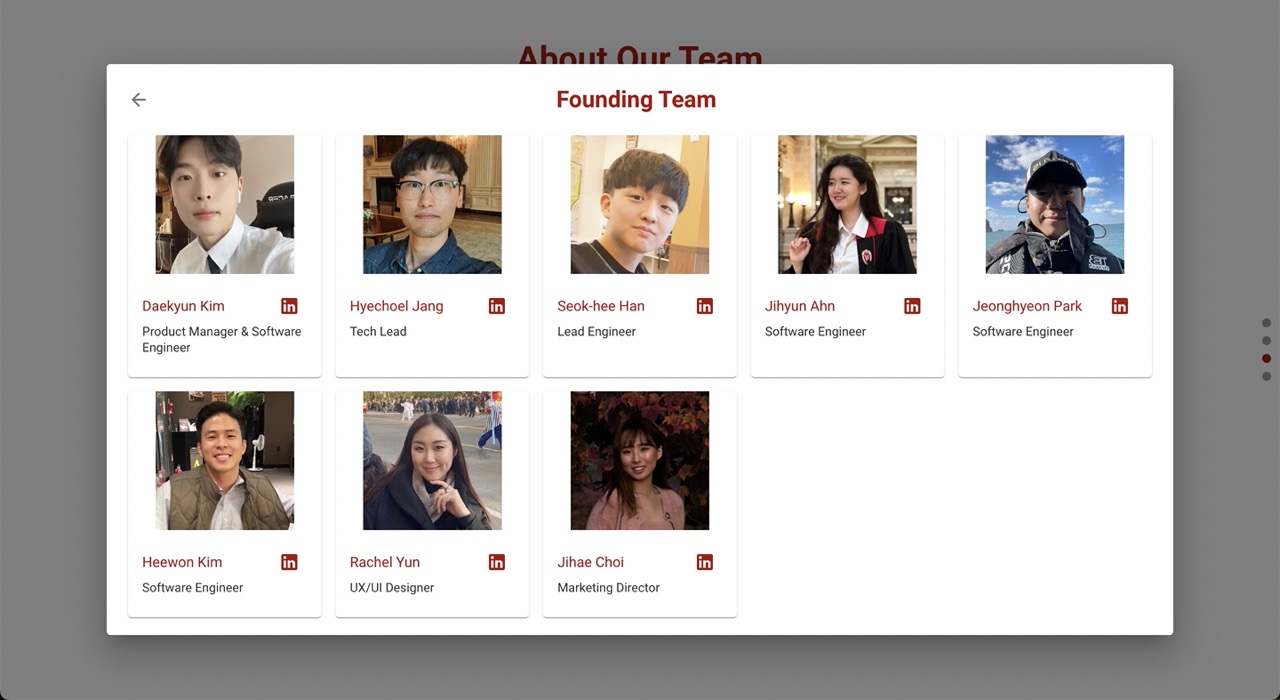 About Our Team
Founding Team
Daekyun Kim
Product Manager & Software
Engineer
Hyechoel Jang
Tech Lead
Seok-hee Han
Lead Engineer
Jihyun Ahn
Software Engineer
Jeonghyeon Park
Software Engineer
Heewon Kim
Software Engineer
Rachel Yun
UX/UI Designer
Jihae Choi
Marketing Director